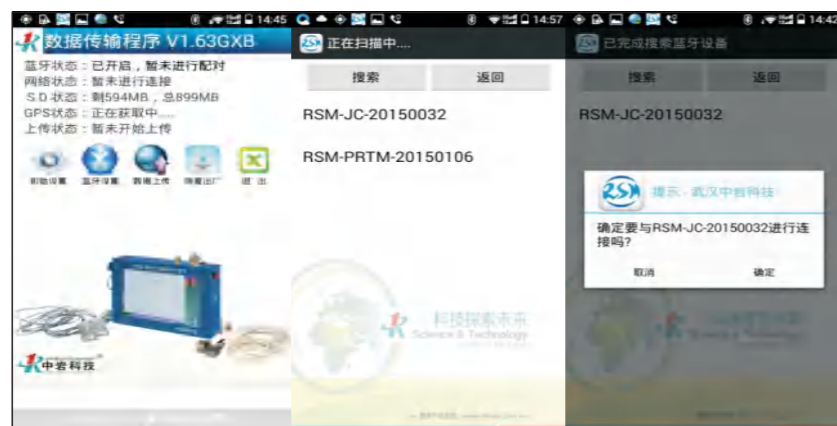 14:45
数据传输程序 V1.63GXB
蓝牙状态：已开启，暂未进行配对
网络状态：暂未进行连接
SD状态：剩594MB，总899MB
GPS状态：正在获取中....
上传状态：暂未开始上传
初始设置 蓝牙设置 数据上传 恢复出厂 退出
中岩科技
14:57
正在扫描中....
搜索 返回
RSM-JC-20150032
RSM-PRTM-20150106
科技探索未来
Science & Technology
14:42
已完成搜索蓝牙设备
搜索 返回
RSM-JC-20150032
RSM
提示 - 武汉中岩科技
确定要与RSM-JC-20150032进行连
接吗?
取消 确定